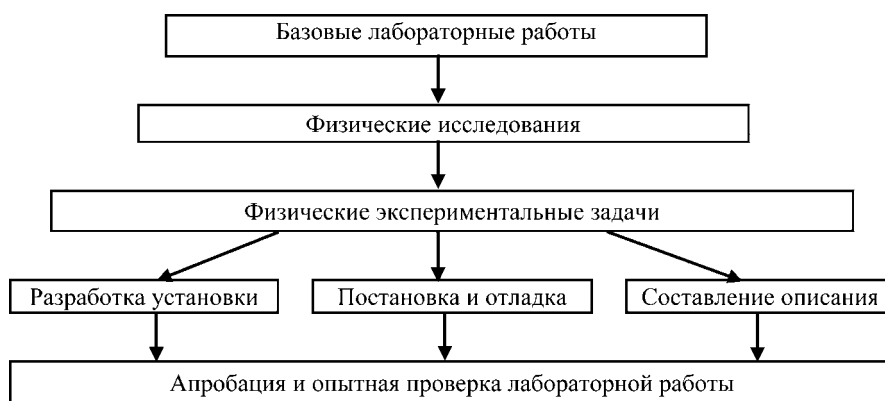 Базовые лабораторные работы
Физические исследования
Физические экспериментальные задачи
Разработка установки
Постановка и отладка
Составление описания
Апробация и опытная проверка лабораторной работы